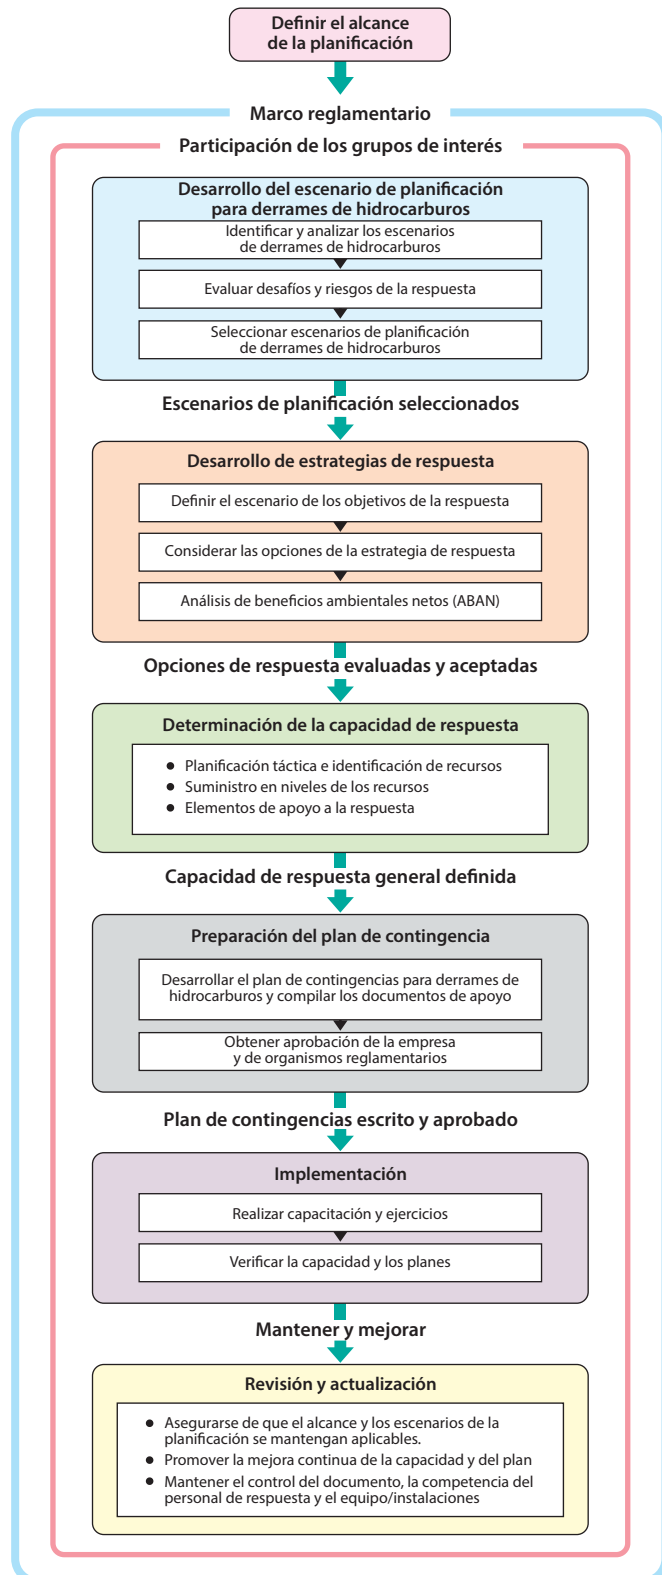 Definir el alcance
de la planificación
Marco reglamentario
Participación de los grupos de interés
Desarrollo del escenario de planificación
para derrames de hidrocarburos
Identificar y analizar los escenarios
de derrames de hidrocarburos
Evaluar desafíos y riesgos de la respuesta
Seleccionar escenarios de planificación
de derrames de hidrocarburos
Escenarios de planificación seleccionados
Desarrollo de estrategias de respuesta
Definir el escenario de los objetivos de la respuesta
Considerar las opciones de la estrategia de respuesta
Análisis de beneficios ambientales netos (ABAN)
Opciones de respuesta evaluadas y aceptadas
Determinación de la capacidad de respuesta
● Planificación táctica e identificación de recursos
● Suministro en niveles de los recursos
● Elementos de apoyo a la respuesta
Capacidad de respuesta general definida
Preparación del plan de contingencia
Desarrollar el plan de contingencias para derrames de
hidrocarburos y compilar los documentos de apoyo
Obtener aprobación de la empresa
y de organismos reglamentarios
Plan de contingencias escrito y aprobado
Implementación
Realizar capacitación y ejercicios
Verificar la capacidad y los planes
Mantener y mejorar
Revisión y actualización
● Asegurarse de que el alcance y los escenarios de la
planificación se mantengan aplicables.
● Promover la mejora continua de la capacidad y del plan
● Mantener el control del documento, la competencia del
personal de respuesta y el equipo/instalaciones